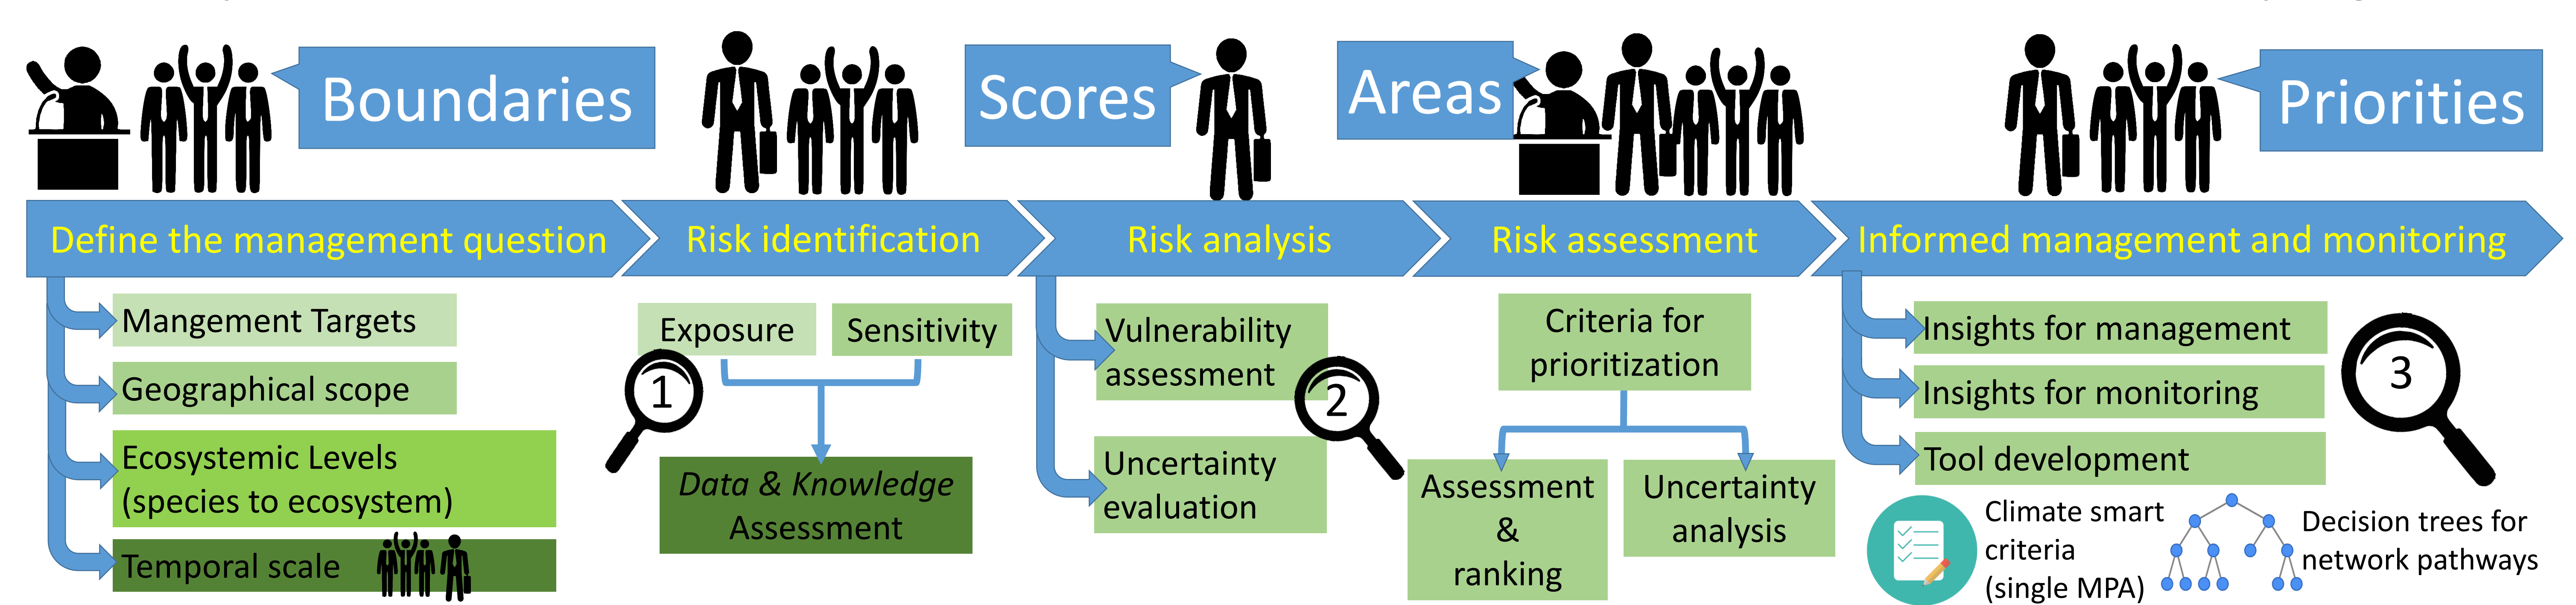 Boundaries
Scores
Areas
Priorities
Define the management question
Risk identification
Risk analysis
Risk assessment
Informed management and monitoring
Mangement Targets
Geographical scope
Ecosystemic Levels
(species to ecosystem)
Temporal scale
Exposure
Sensitivity
1
Data & Knowledge
Assessment
Vulnerability
assessment
2
Uncertainty
evaluation
Criteria for
prioritization
Assessment
&
ranking
Uncertainty
analysis
Insights for management
Insights for monitoring
Tool development
3
Climate smart
criteria
(single MPA)
Decision trees for
network pathways